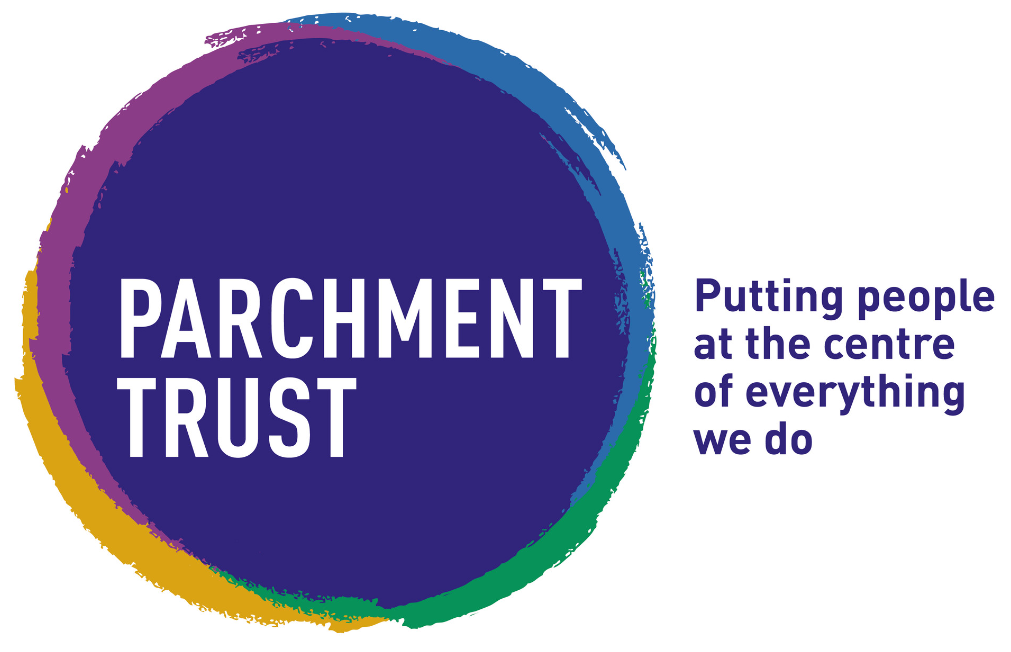 PARCHMENT
TRUST
Putting people
at the centre
of everything
we do